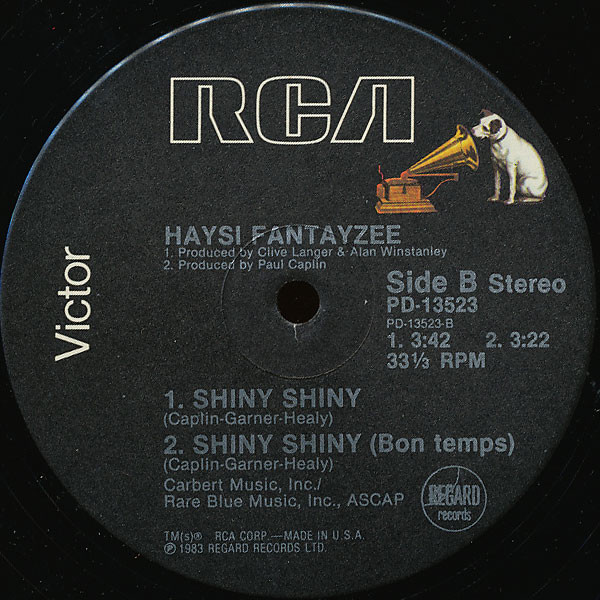 RCA
Victor
HAYSI FANTAYZEE
1. Produced by Clive Langer & Alan Winstanley
2. Produced by Paul Caplin
Side B Stereo
PD-13523
PD-13523-B
1. 3:42 2. 3:22
33⅓ RPM
1. SHINY SHINY
(Caplin-Garner-Healy)
2. SHINY SHINY (Bon temps)
(Caplin-Garner-Healy)
Carbert Music, Inc./
Rare Blue Music, Inc., ASCAP
REGARD
records
TM(s)® RCA CORP.—MADE IN U.S.A.
℗ 1983 REGARD RECORDS LTD.